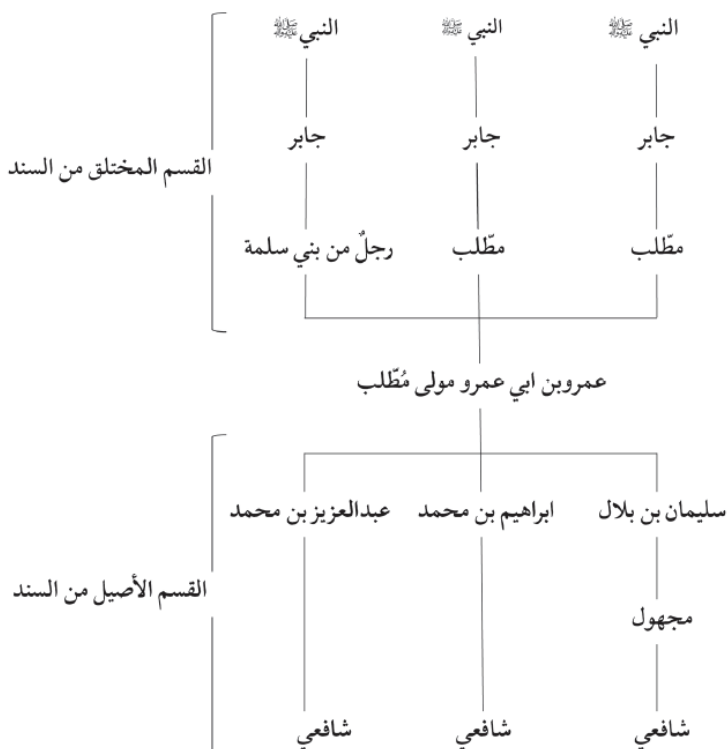 النبي ﷺ النبي ﷺ النبي ﷺ
جابر جابر جابر
القسم المختلق من السند
مطّلب مطّلب رجلٌ من بني سلمة
عمروبن ابي عمرو مولى مُطّلب
سليمان بن بلال ابراهيم بن محمد عبدالعزيز بن محمد
القسم الأصيل من السند
مجهول
شافعي شافعي شافعي